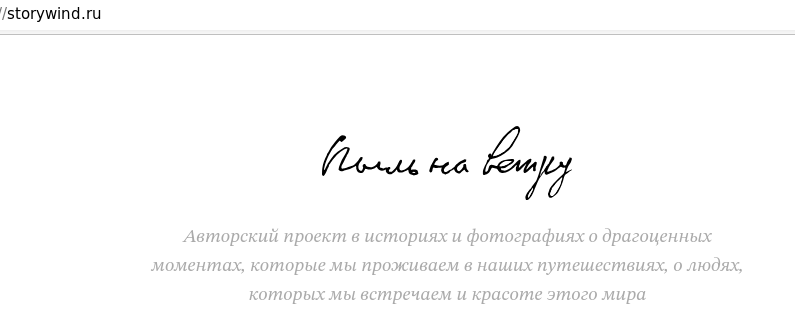 //storywind.ru
Пыль на ветру
Авторский проект в историях и фотографиях о драгоценных
моментах, которые мы проживаем в наших путешествиях, о людях,
которых мы встречаем и красоте этого мира